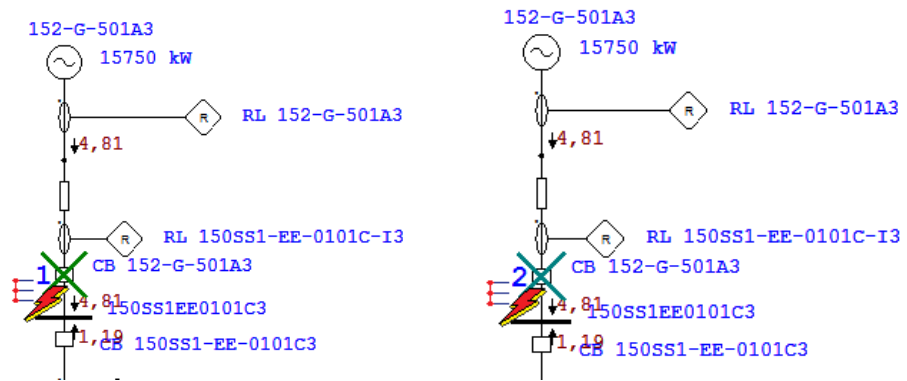 152-G-501A3
15750 kW
R
RL 152-G-501A3
4,81
R
RL 150SS1-EE-0101C-I3
1
CB 152-G-501A3
4,81
150SS1EE0101C3
1,19
CB 150SS1-EE-0101C3
152-G-501A3
15750 kW
R
RL 152-G-501A3
4,81
R
RL 150SS1-EE-0101C-I3
2
CB 152-G-501A3
4,81
150SS1EE0101C3
1,19
CB 150SS1-EE-0101C3